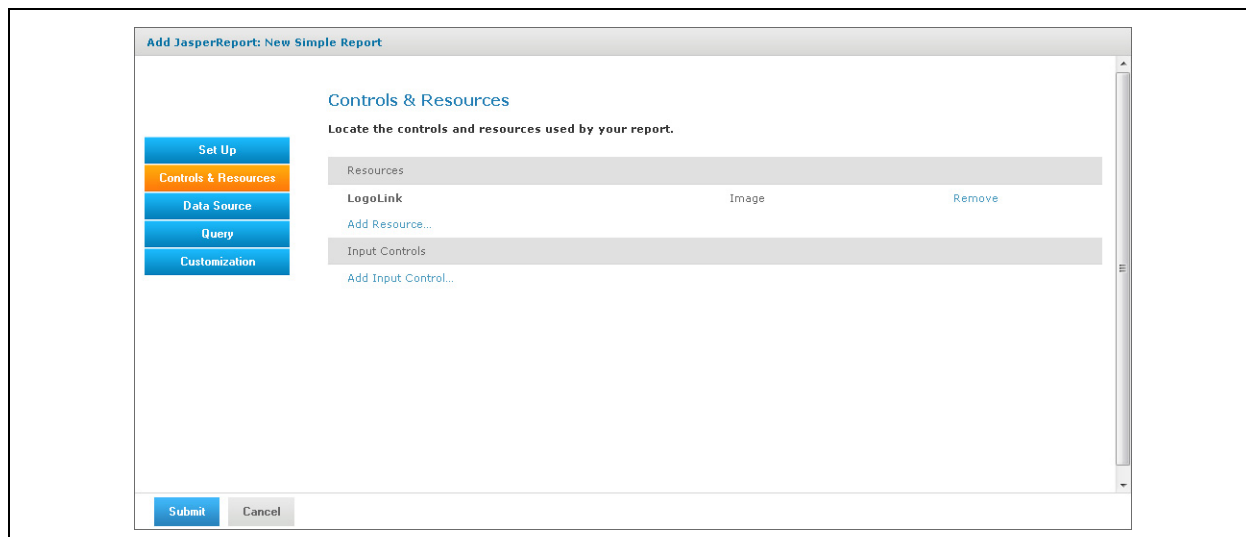 Add JasperReport: New Simple Report
Controls & Resources
Locate the controls and resources used by your report.
Set Up
Controls & Resources
Data Source
Query
Customization
Resources
LogoLink Image Remove
Add Resource...
Input Controls
Add Input Control...
Submit Cancel